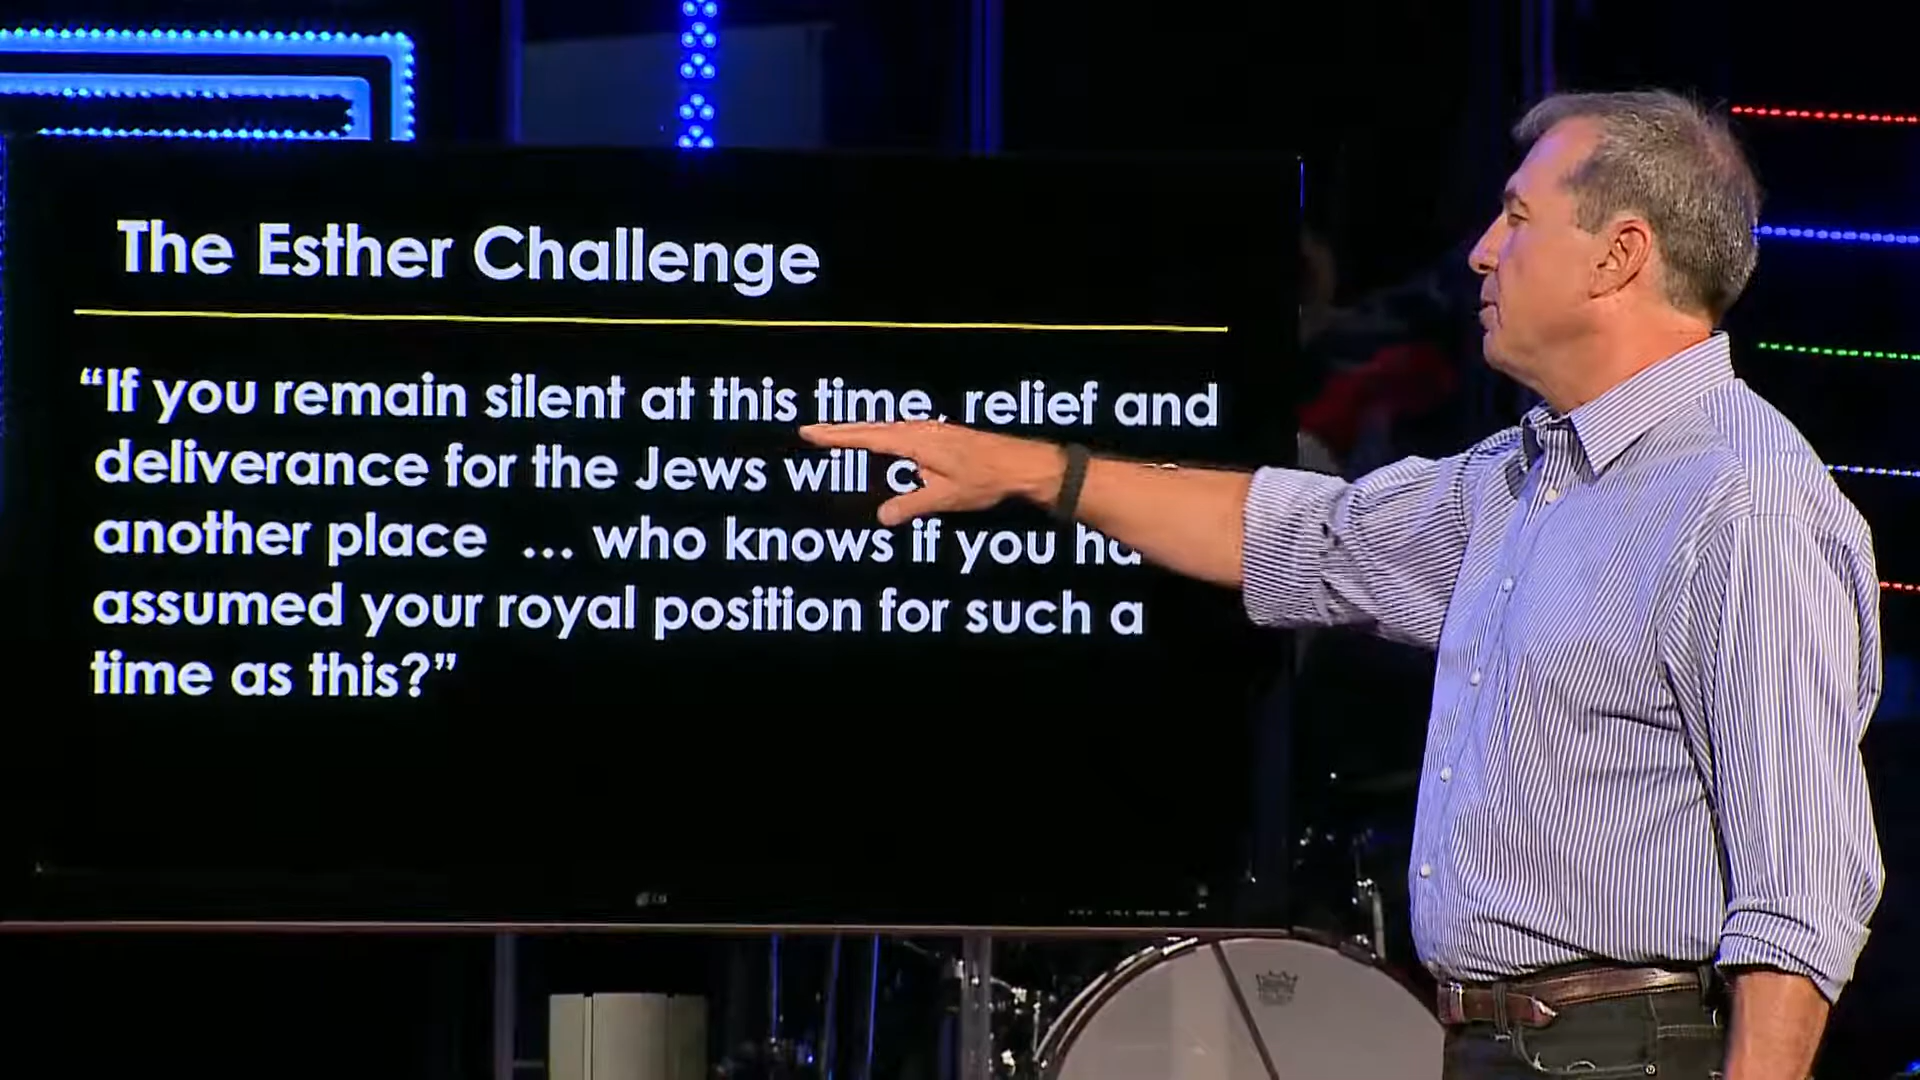 The Esther Challenge
“If you remain silent at this time, relief and
deliverance for the Jews will
another place ... who knows if you
assumed your royal position for such a
time as this?”
LG